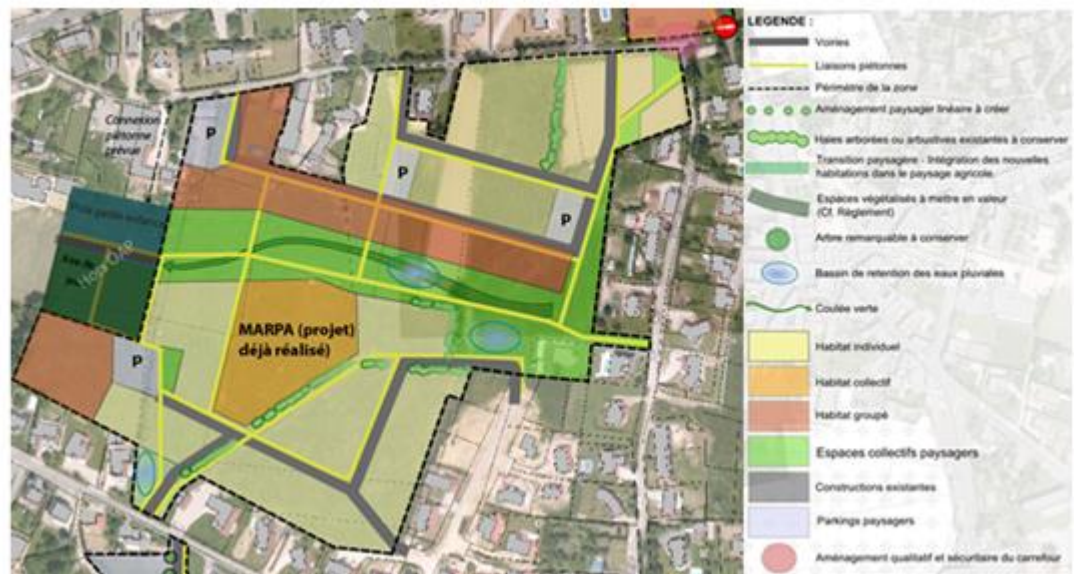 LEGENDE :
Voiries
Liaisons piétonnes
Périmètre de la zone
Aménagement paysager linéaire à créer
Haies arborées ou arbustives existantes à conserver
Transition paysagère - Intégration des nouvelles
habitations dans le paysage agricole.
Espaces végétalisés à mettre en valeur
(Cf. Règlement)
Arbre remarquable à conserver
Bassin de retention des eaux pluviales
Coulée verte
Habitat individuel
Habitat collectif
Habitat groupé
Espaces collectifs paysagers
Constructions existantes
Parkings paysagers
Aménagement qualitatif et sécuritaire du carrefour
Connexion
piétonne
prévue
P
P
P
Hors OAP
MARPA (projet)
déjà réalisé)
P